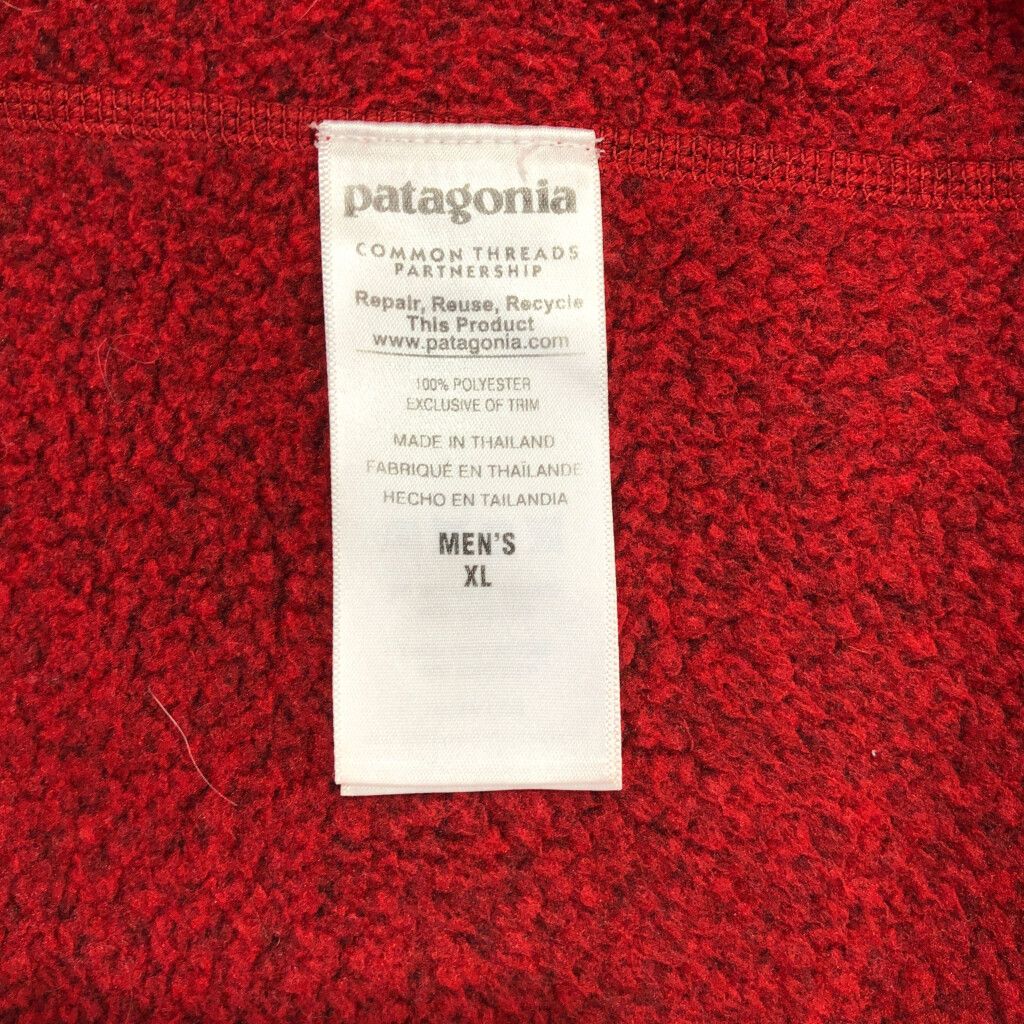 patagonia
COMMON THREADS
PARTNERSHIP
Repair, Reuse, Recycle
This Product
www.patagonia.com
100% POLYESTER
EXCLUSIVE OF TRIM
MADE IN THAILAND
FABRIQUÉ EN THAÏLANDE
HECHO EN TAILANDIA
MEN'S
XL